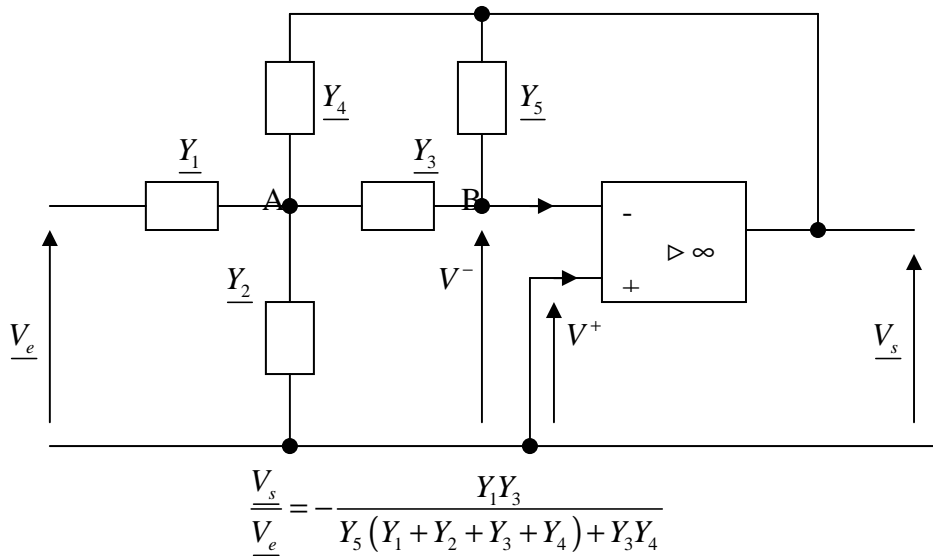 Y4
Y5
Y1
Y3
A
B
-
▷ ∞
Y2
V−
+
Ve
V+
Vs
Vs/Ve = − Y1Y3 / (Y5(Y1 + Y2 + Y3 + Y4) + Y3Y4)